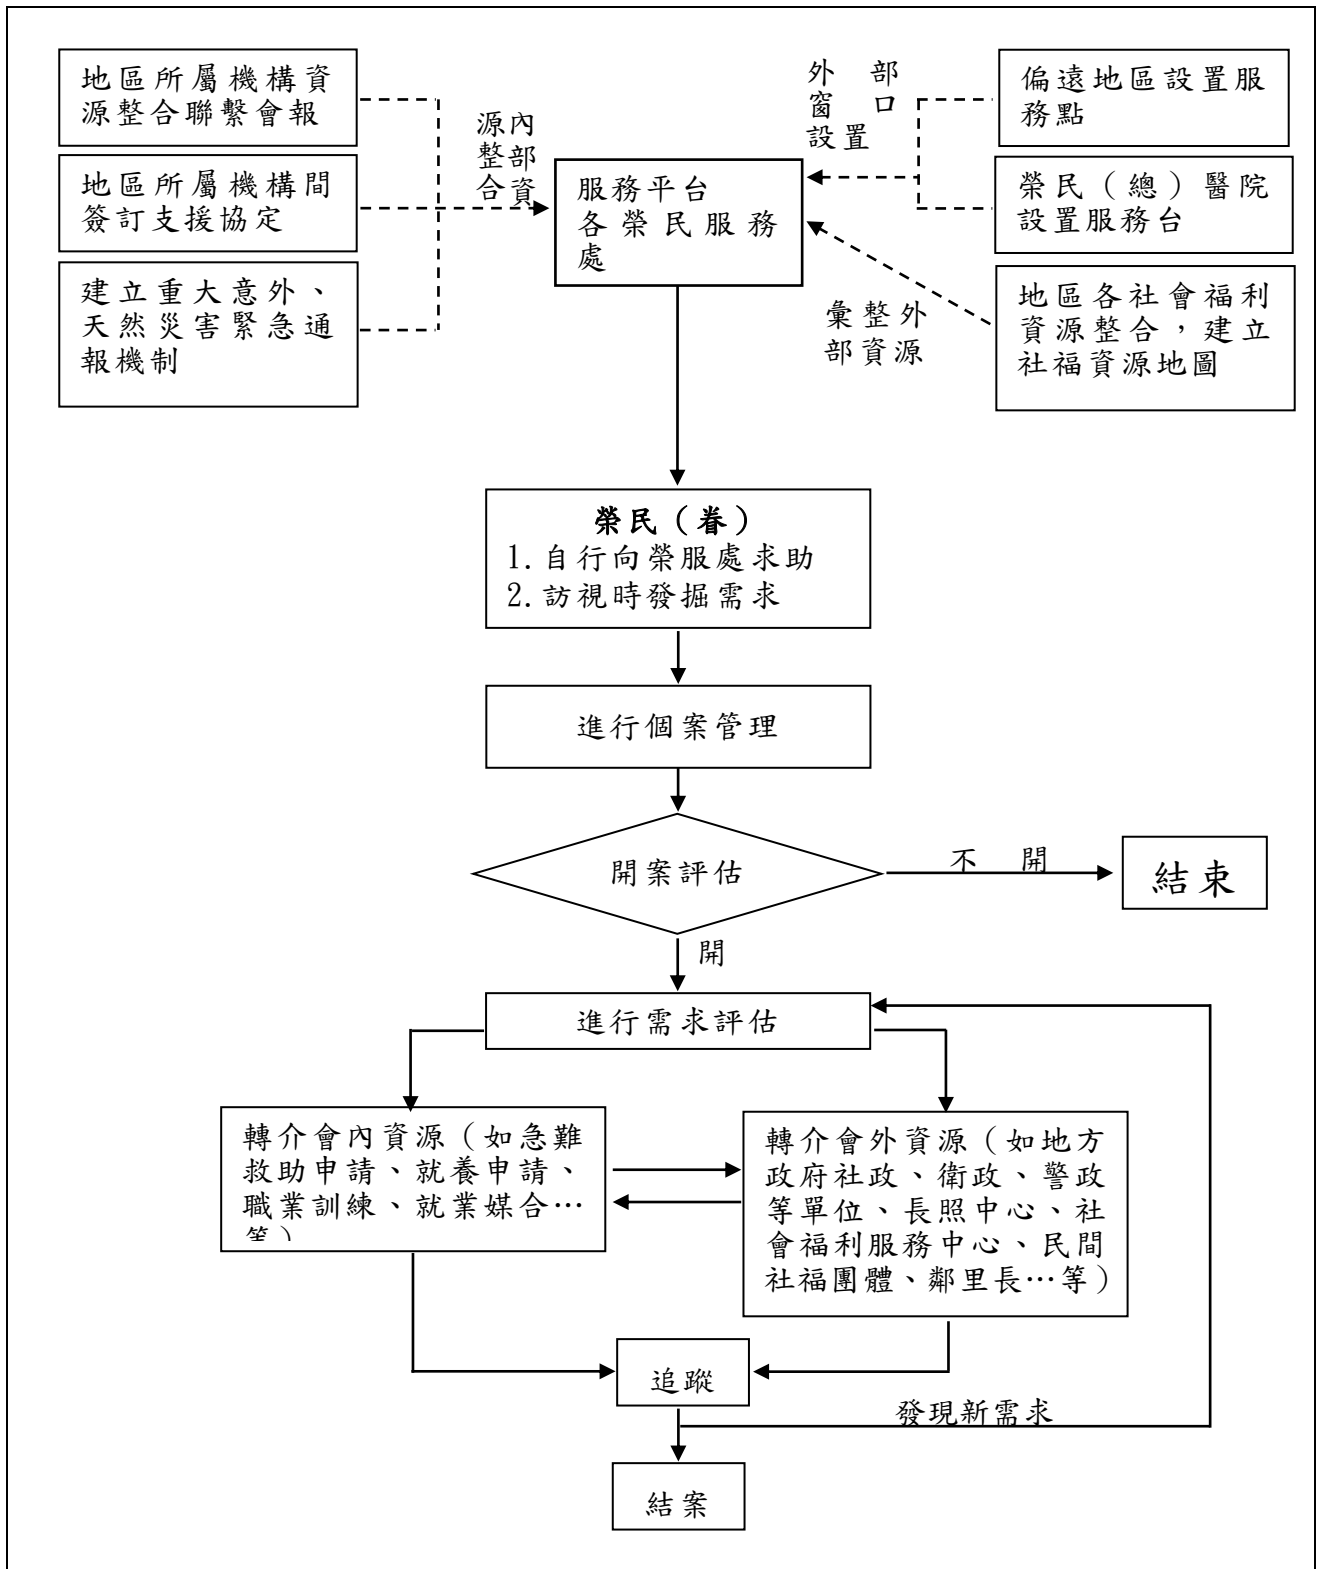 地區所屬機構資
源整合聯繫會報
地區所屬機構間
簽訂支援協定
建立重大意外、
天然災害緊急通
報機制
源內
整部
合資
服務平台
各榮民服務
處
外部
窗口
設置
彙整外
部資源
偏遠地區設置服
務點
榮民（總）醫院
設置服務台
地區各社會福利
資源整合，建立
社福資源地圖
榮民（眷）
1.自行向榮服處求助
2.訪視時發掘需求
進行個案管理
開案評估
不開
結束
開
進行需求評估
轉介會內資源（如急難
救助申請、就養申請、
職業訓練、就業媒合…
等）
轉介會外資源（如地方
政府社政、衛政、警政
等單位、長照中心、社
會福利服務中心、民間
社福團體、鄰里長…等）
追蹤
發現新需求
結案